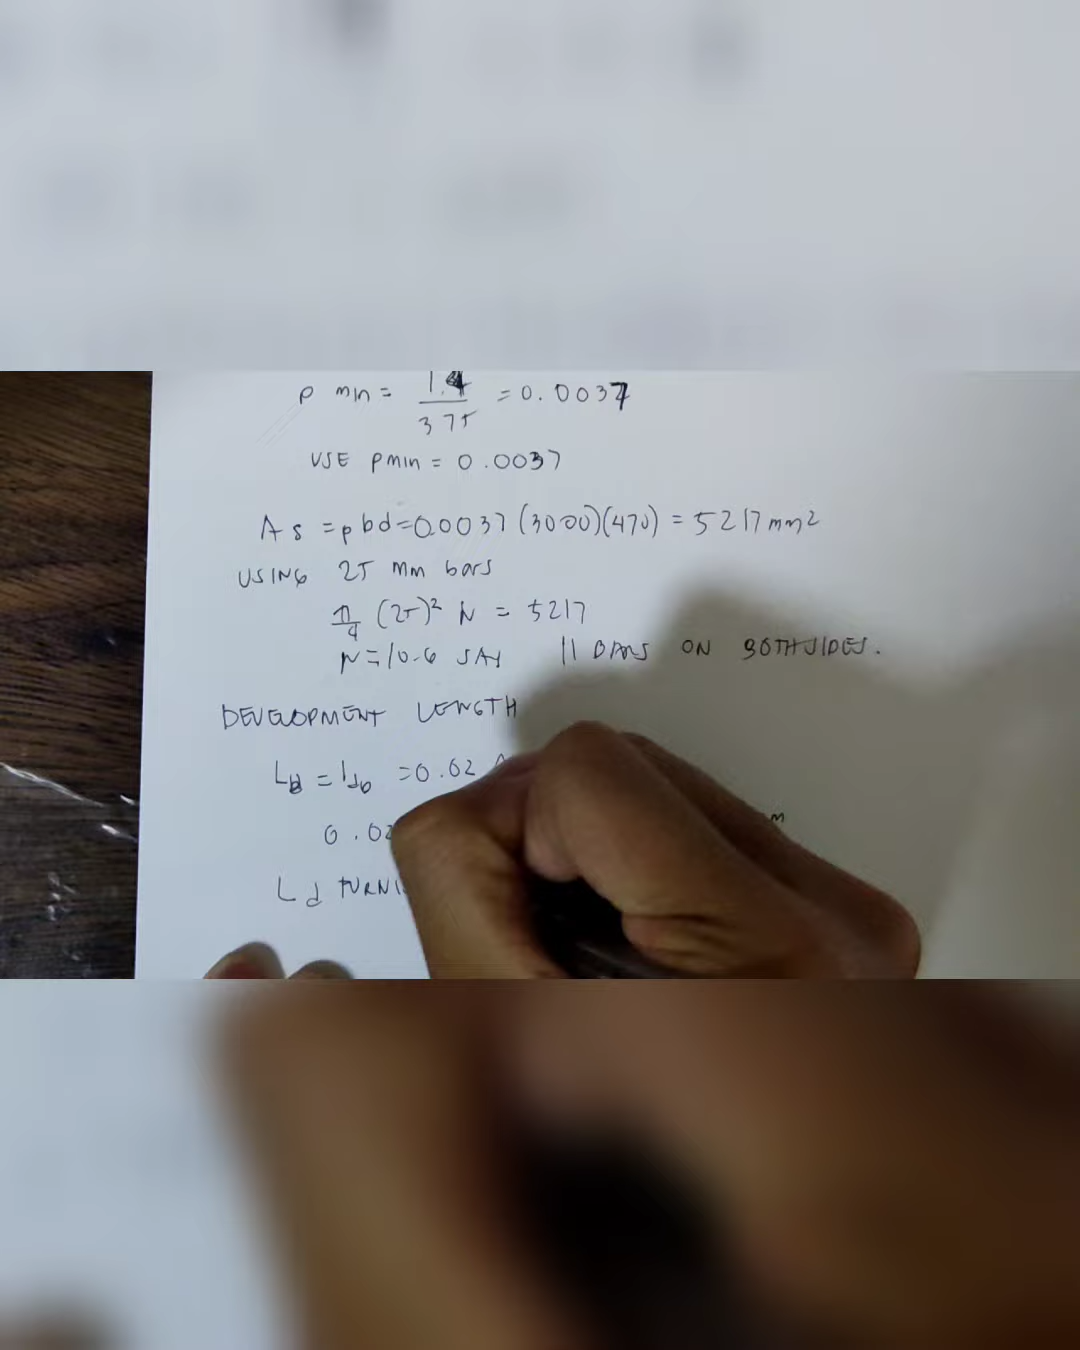 ρ min = 1.4/375 = 0.0037
USE ρmin = 0.0037
As = ρbd = 0.0037 (3000)(470) = 5217 mm2
USING 25 mm bars
π/4 (25)² N = 5217
N = 10.6 SAY 11 BARS ON BOTH SIDES.
DEVELOPMENT LENGTH
Ld = ldb = 0.02
0.02
Ld